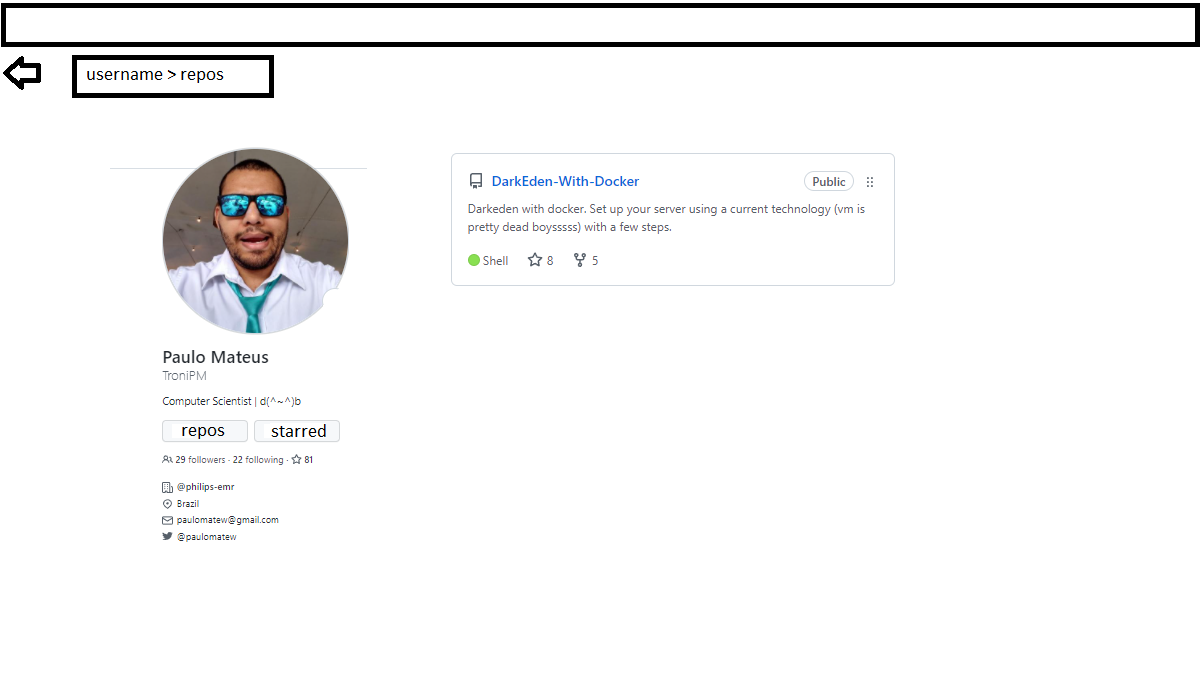 username > repos
DarkEden-With-Docker Public
Darkeden with docker. Set up your server using a current technology (vm is
pretty dead boysssss) with a few steps.
Shell 8 5
Paulo Mateus
TroniPM
Computer Scientist | d(^~^)b
repos starred
29 followers · 22 following · 81
@philips-emr
Brazil
paulomatew@gmail.com
@paulomatew